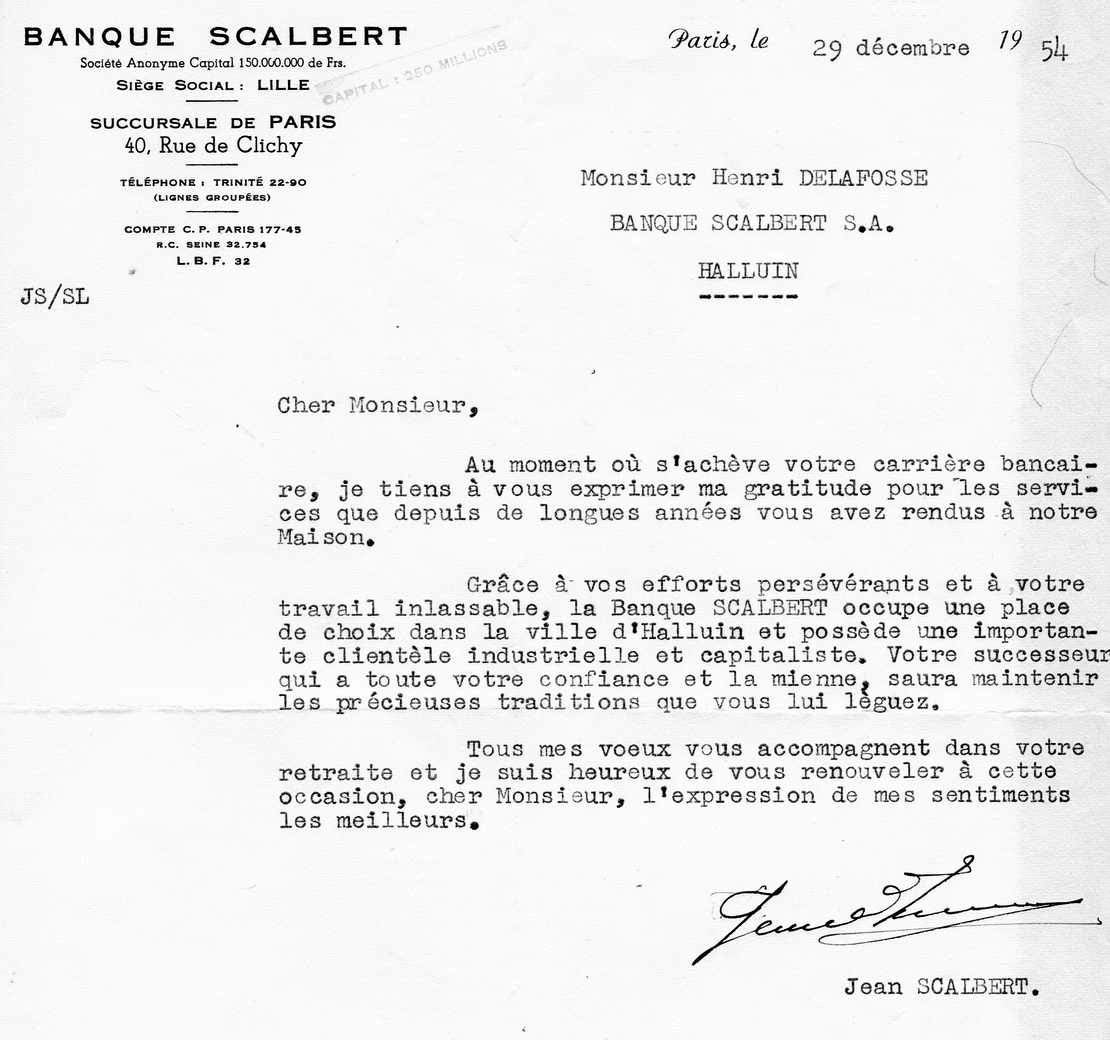 BANQUE SCALBERT
Société Anonyme Capital 150.000.000 de Frs.
CAPITAL : 250 MILLIONS
SIÈGE SOCIAL : LILLE
SUCCURSALE DE PARIS
40, Rue de Clichy
TÉLÉPHONE : TRINITÉ 22-90
(LIGNES GROUPÉES)
COMPTE C. P. PARIS 177-45
R.C. SEINE 32.754
L. B. F. 32
JS/SL
Paris, le 29 décembre 19 54
Monsieur Henri DELAFOSSE
BANQUE SCALBERT S.A.
HALLUIN
Cher Monsieur,
Au moment où s'achève votre carrière bancai-
re, je tiens à vous exprimer ma gratitude pour les servi-
ces que depuis de longues années vous avez rendus à notre
Maison.
Grâce à vos efforts persévérants et à votre
travail inlassable, la Banque SCALBERT occupe une place
de choix dans la ville d'Halluin et possède une importan-
te clientèle industrielle et capitaliste. Votre successeur
qui a toute votre confiance et la mienne, saura maintenir
les précieuses traditions que vous lui lèguez.
Tous mes voeux vous accompagnent dans votre
retraite et je suis heureux de vous renouveler à cette
occasion, cher Monsieur, l'expression de mes sentiments
les meilleurs.
Jean SCALBERT.